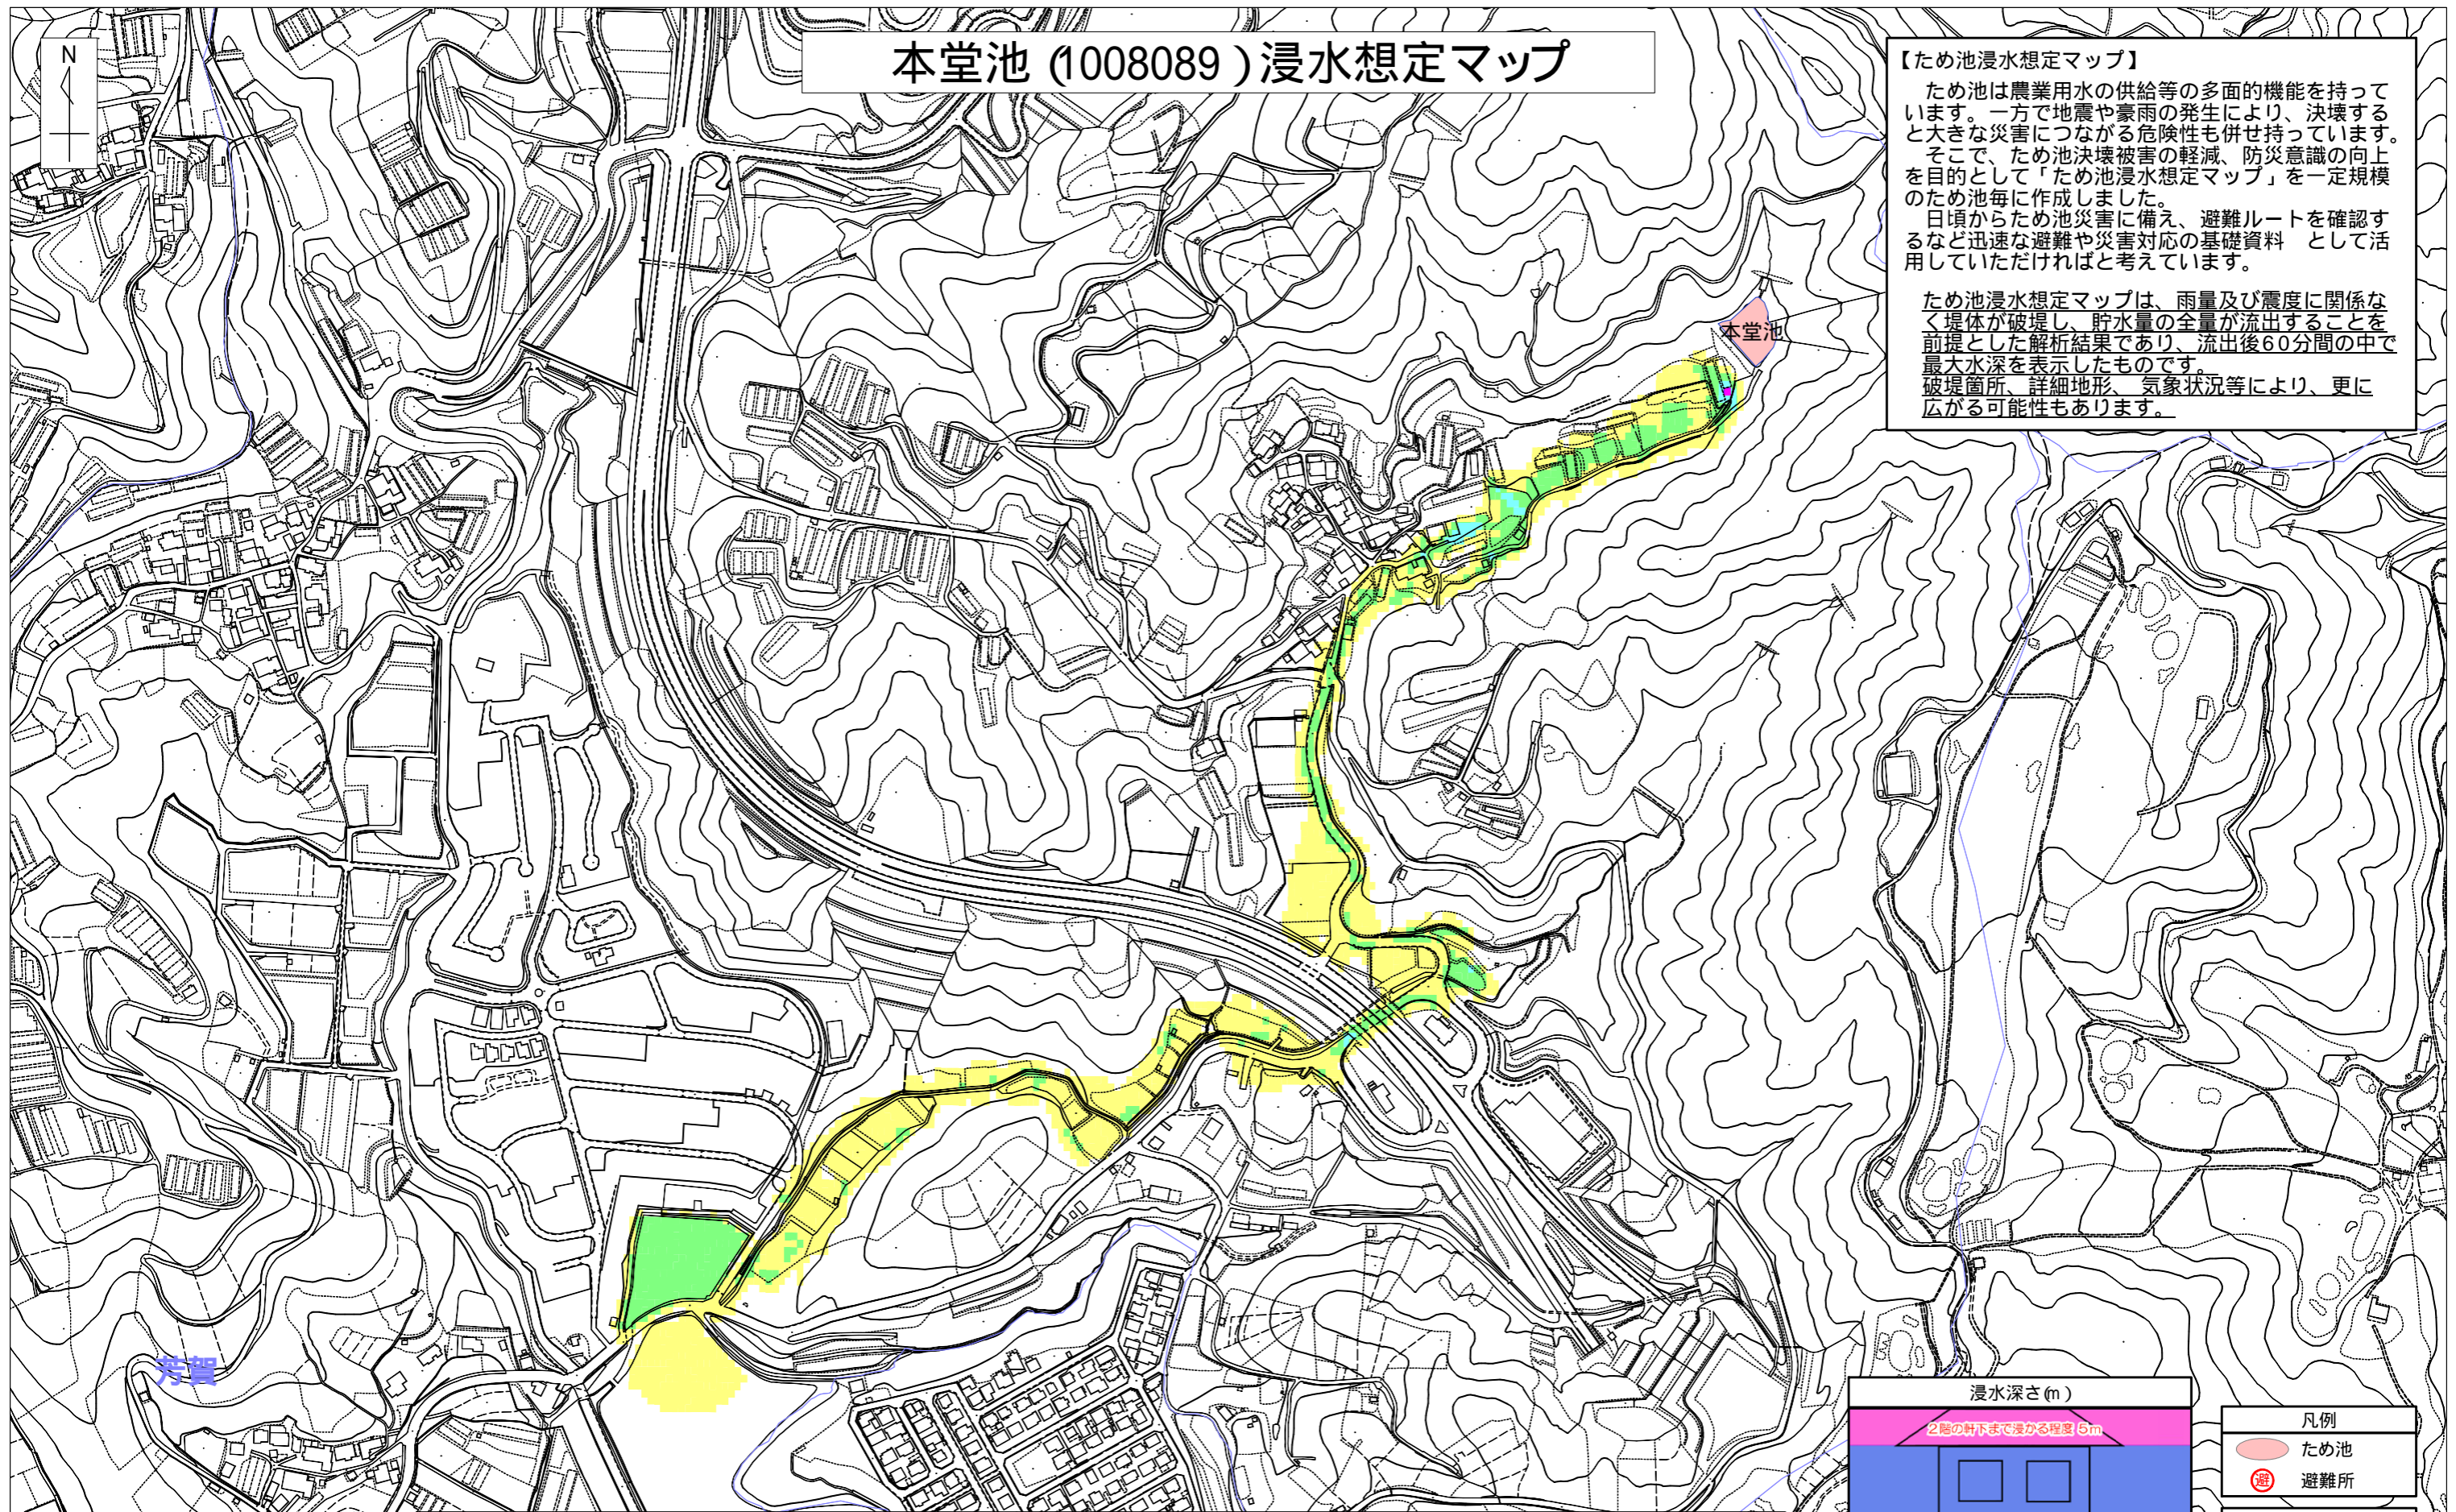 N
本堂池 (1008089 ) 浸水想定マップ
【ため池浸水想定マップ】
ため池は農業用水の供給等の多面的機能を持って
います。一方で地震や豪雨の発生により、決壊する
と大きな災害につながる危険性も併せ持っています。
そこで、ため池決壊被害の軽減、防災意識の向上
を目的として「ため池浸水想定マップ」を一定規模
のため池毎に作成しました。
日頃からため池災害に備え、避難ルートを確認す
るなど迅速な避難や災害対応の基礎資料　として活
用していただければと考えています。
ため池浸水想定マップは、雨量及び震度に関係な
く堤体が破堤し、貯水量の全量が流出することを
前提とした解析結果であり、流出後60分間の中で
最大水深を表示したものです。
破堤箇所、詳細地形、気象状況等により、更に
広がる可能性もあります。
本堂池
芳賀
浸水深さ(m)
2階の軒下まで浸かる程度 5m
凡例
ため池
避 避難所